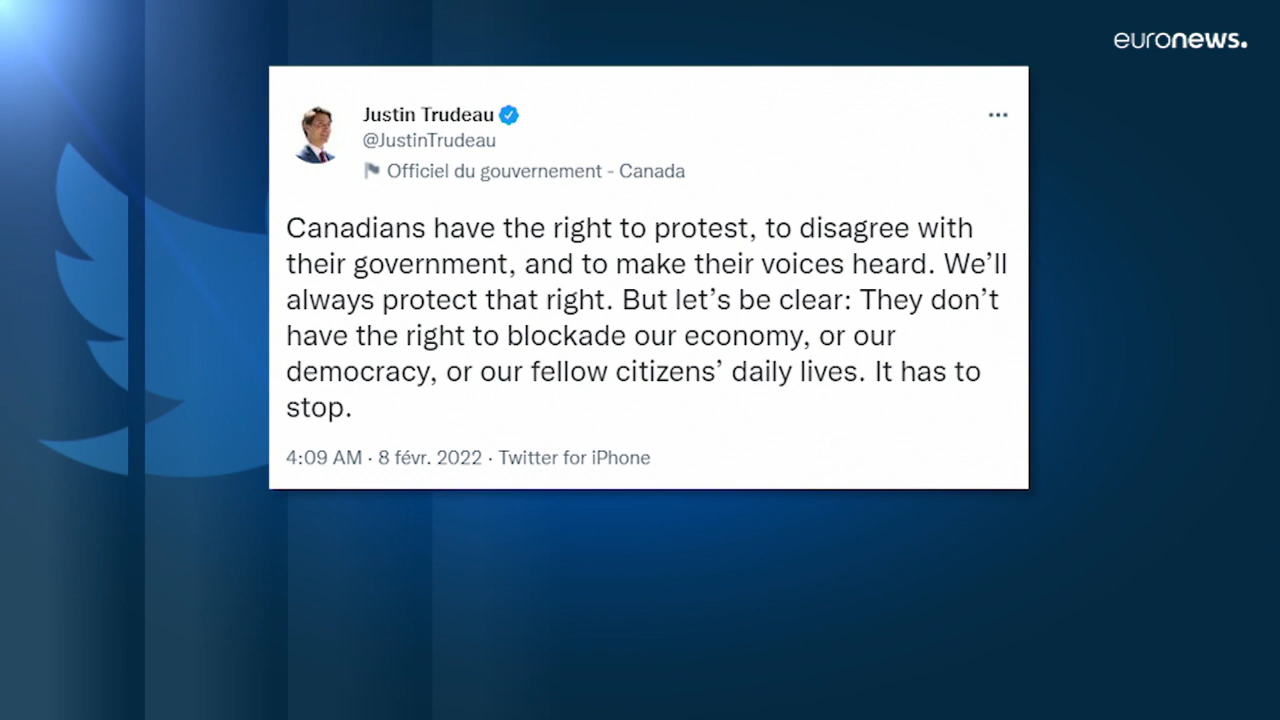 euronews.
Justin Trudeau
@JustinTrudeau
Officiel du gouvernement - Canada
Canadians have the right to protest, to disagree with
their government, and to make their voices heard. We’ll
always protect that right. But let’s be clear: They don’t
have the right to blockade our economy, or our
democracy, or our fellow citizens’ daily lives. It has to
stop.
4:09 AM · 8 févr. 2022 · Twitter for iPhone